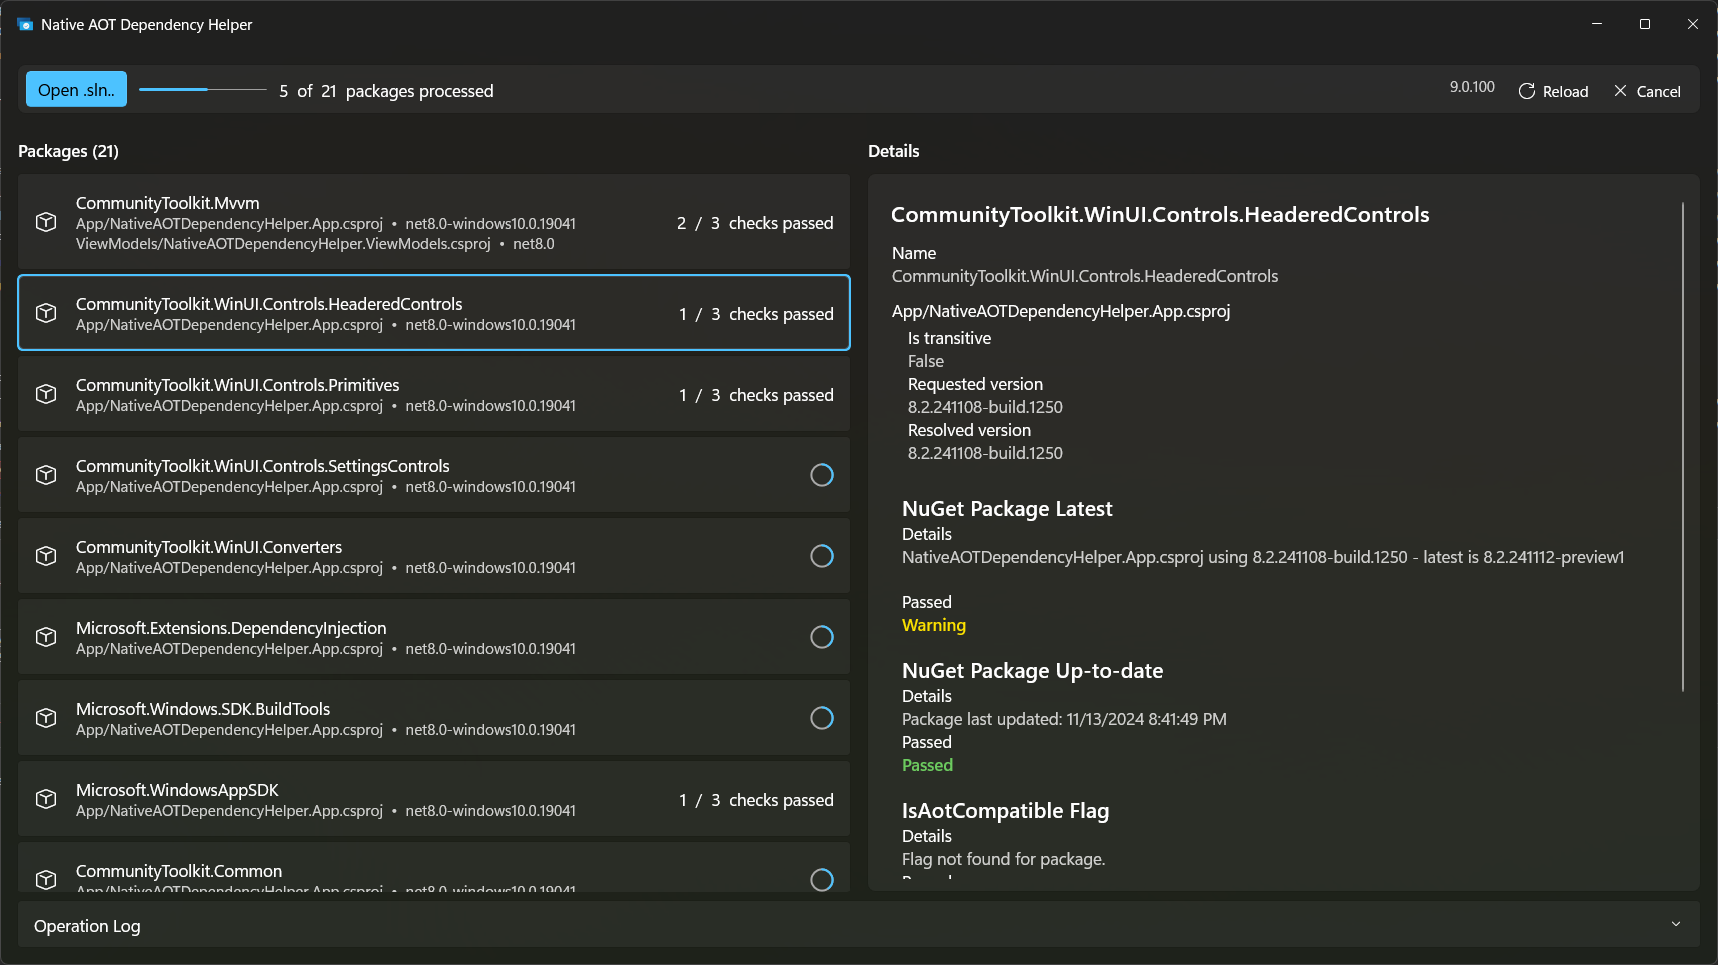 Native AOT Dependency Helper
Open .sln..
5 of 21 packages processed
9.0.100
Reload
Cancel
Packages (21)
CommunityToolkit.Mvvm
App/NativeAOTDependencyHelper.App.csproj • net8.0-windows10.0.19041
ViewModels/NativeAOTDependencyHelper.ViewModels.csproj • net8.0
2 / 3 checks passed
CommunityToolkit.WinUI.Controls.HeaderedControls
App/NativeAOTDependencyHelper.App.csproj • net8.0-windows10.0.19041
1 / 3 checks passed
CommunityToolkit.WinUI.Controls.Primitives
App/NativeAOTDependencyHelper.App.csproj • net8.0-windows10.0.19041
1 / 3 checks passed
CommunityToolkit.WinUI.Controls.SettingsControls
App/NativeAOTDependencyHelper.App.csproj • net8.0-windows10.0.19041
CommunityToolkit.WinUI.Converters
App/NativeAOTDependencyHelper.App.csproj • net8.0-windows10.0.19041
Microsoft.Extensions.DependencyInjection
App/NativeAOTDependencyHelper.App.csproj • net8.0-windows10.0.19041
Microsoft.Windows.SDK.BuildTools
App/NativeAOTDependencyHelper.App.csproj • net8.0-windows10.0.19041
Microsoft.WindowsAppSDK
App/NativeAOTDependencyHelper.App.csproj • net8.0-windows10.0.19041
1 / 3 checks passed
CommunityToolkit.Common
App/NativeAOTDependencyHelper.App.csproj • net8.0-windows10.0.19041
Details
CommunityToolkit.WinUI.Controls.HeaderedControls
Name
CommunityToolkit.WinUI.Controls.HeaderedControls
App/NativeAOTDependencyHelper.App.csproj
Is transitive
False
Requested version
8.2.241108-build.1250
Resolved version
8.2.241108-build.1250
NuGet Package Latest
Details
NativeAOTDependencyHelper.App.csproj using 8.2.241108-build.1250 - latest is 8.2.241112-preview1
Passed
Warning
NuGet Package Up-to-date
Details
Package last updated: 11/13/2024 8:41:49 PM
Passed
Passed
IsAotCompatible Flag
Details
Flag not found for package.
Operation Log